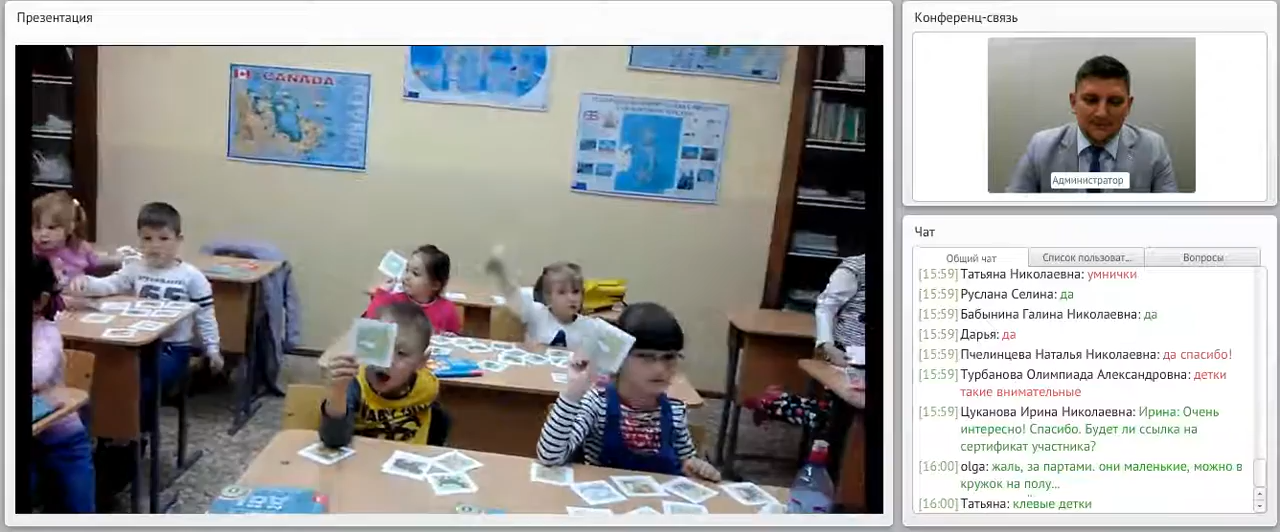 Презентация
CANADA
Конференц-связь
Администратор
Чат
Общий чат
Список пользоват...
Вопросы
[15:59] Татьяна Николаевна: умнички
[15:59] Руслана Селина: да
[15:59] Бабынина Галина Николаевна: да
[15:59] Дарья: да
[15:59] Пчелинцева Наталья Николаевна: да спасибо!
[15:59] Турбанова Олимпиада Александровна: детки
такие внимательные
[15:59] Цуканова Ирина Николаевна: Ирина: Очень
интересно! Спасибо. Будет ли ссылка на
сертификат участника?
[16:00] olga: жаль, за партами. они маленькие, можно в
кружок на полу...
[16:00] Татьяна: клёвые детки